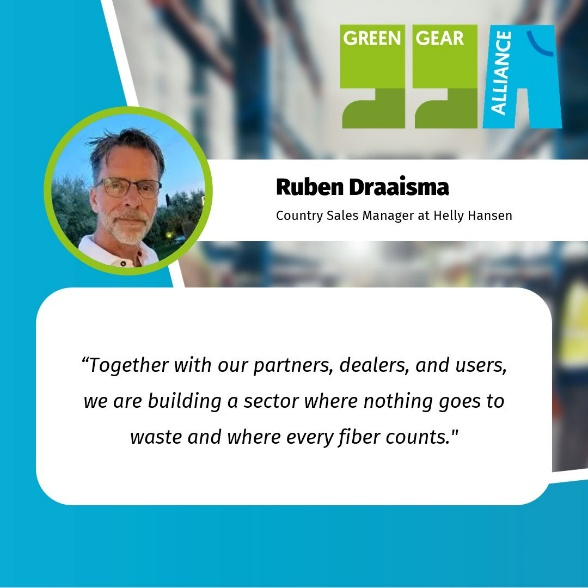 GREEN GEAR ALLIANCE
Ruben Draaisma
Country Sales Manager at Helly Hansen
“Together with our partners, dealers, and users,
we are building a sector where nothing goes to
waste and where every fiber counts."